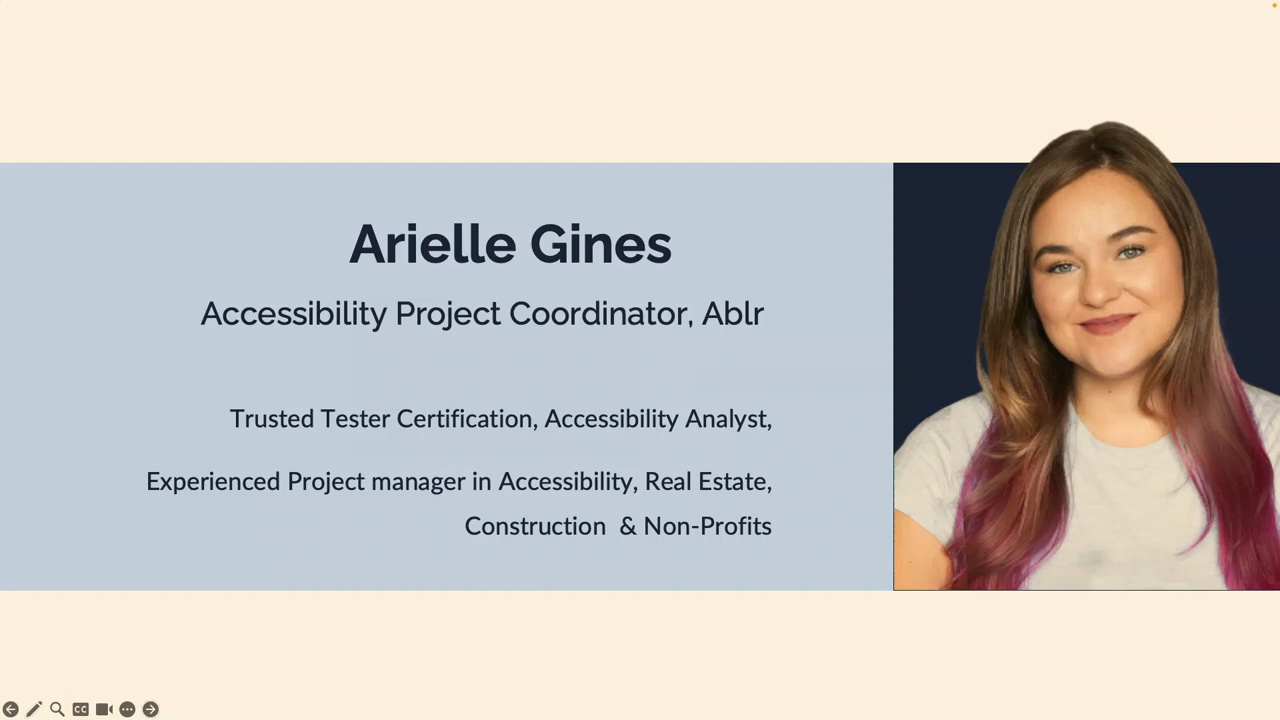 Arielle Gines
Accessibility Project Coordinator, Ablr
Trusted Tester Certification, Accessibility Analyst,
Experienced Project manager in Accessibility, Real Estate,
Construction  & Non-Profits
CC